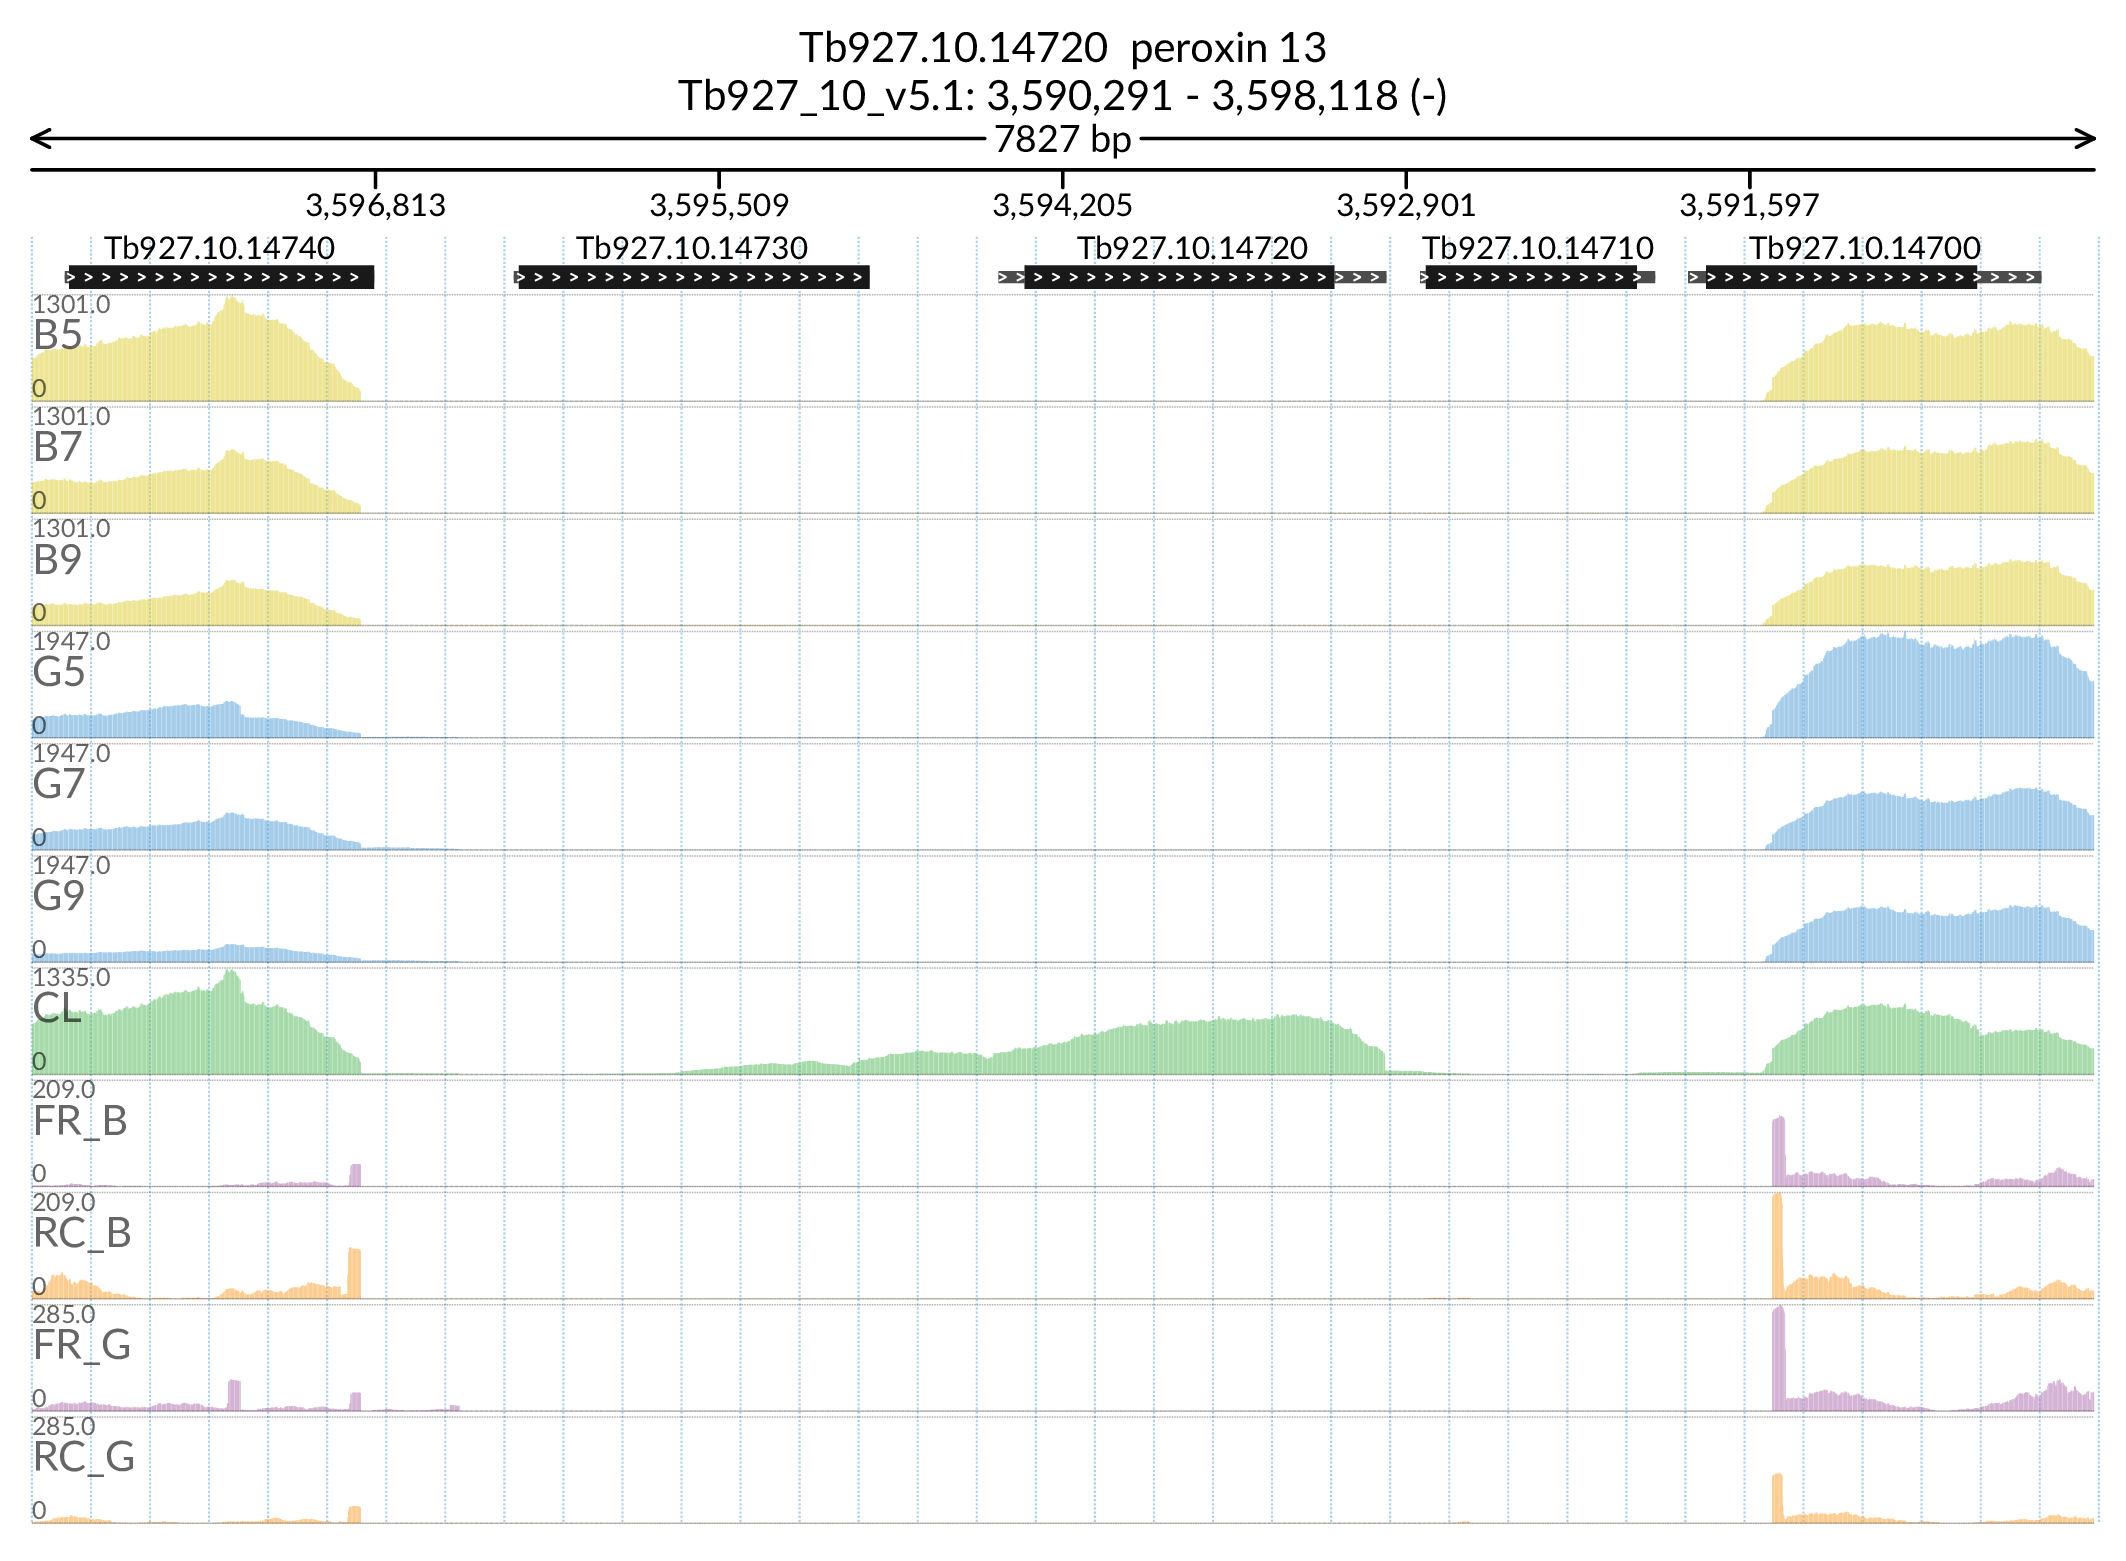 Tb927.10.14720  peroxin 13
Tb927_10_v5.1: 3,590,291 - 3,598,118 (-)
7827 bp
3,596,813 3,595,509 3,594,205 3,592,901 3,591,597
Tb927.10.14740 Tb927.10.14730 Tb927.10.14720 Tb927.10.14710 Tb927.10.14700
1301.0
B5
0
1301.0
B7
0
1301.0
B9
0
1947.0
G5
0
1947.0
G7
0
1947.0
G9
0
1335.0
CL
0
209.0
FR_B
0
209.0
RC_B
0
285.0
FR_G
0
285.0
RC_G
0